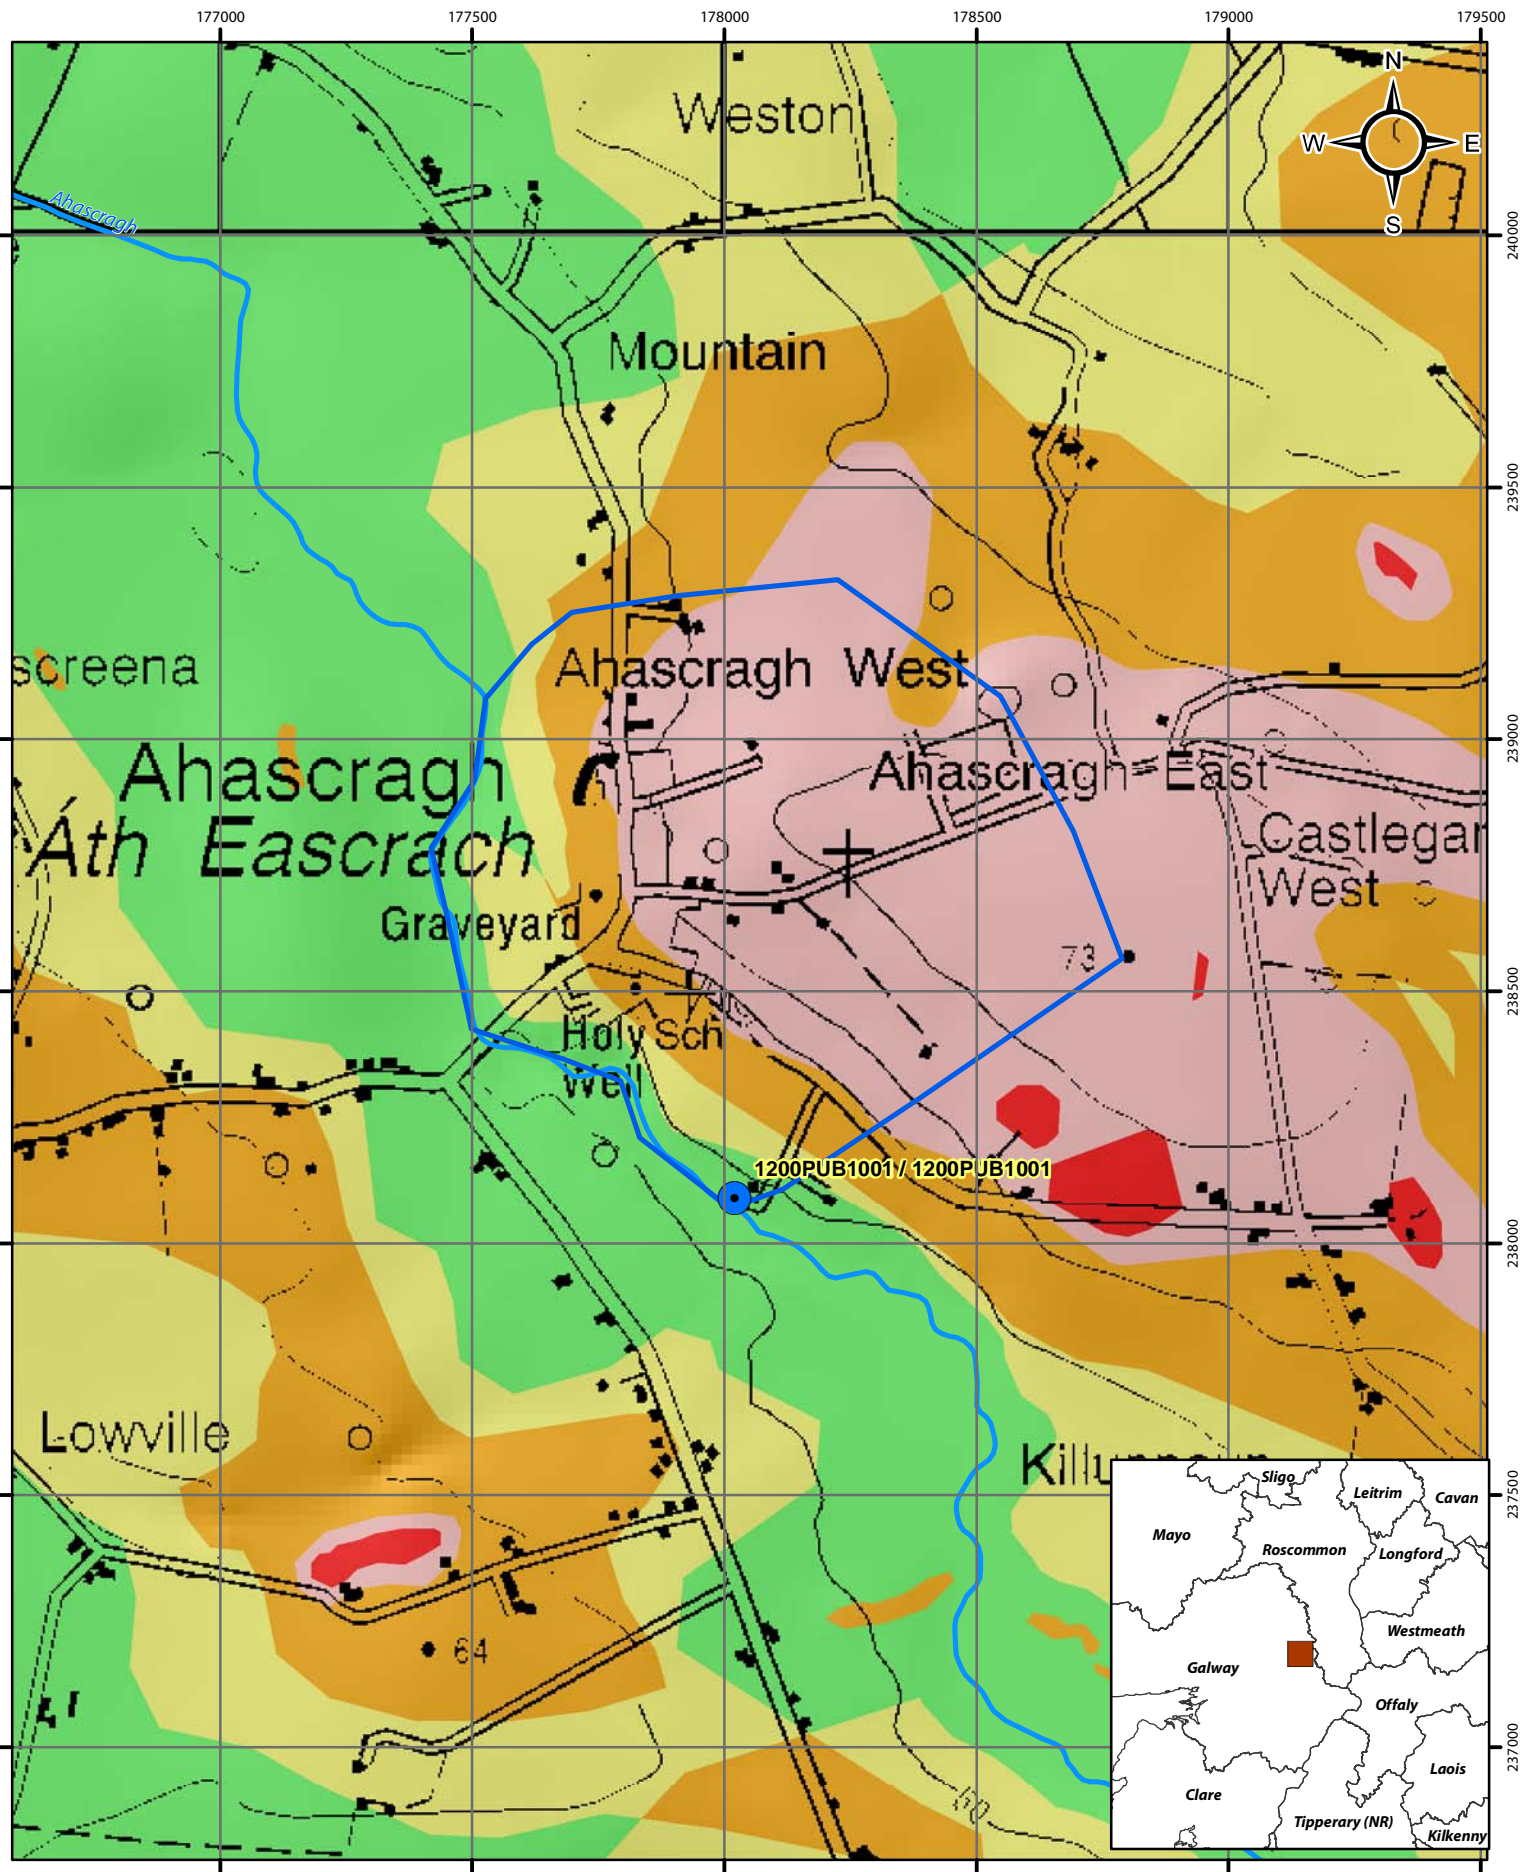 177000 177500 178000 178500 179000 179500
N
W E
S
Weston
Ahascragh
240000
Mountain
239500
screena
Ahascragh West
239000
Ahascragh
Ahascragh East
Áth Eascrach
Castlegar
West
Graveyard
73
238500
Holy Sch
Well
1200PUB1001 / 1200PUB1001
238000
Lowville
237500
64
237000
Sligo
Leitrim
Cavan
Mayo
Roscommon
Longford
Westmeath
Galway
Offaly
Laois
Clare
Tipperary (NR)
Kilkenny